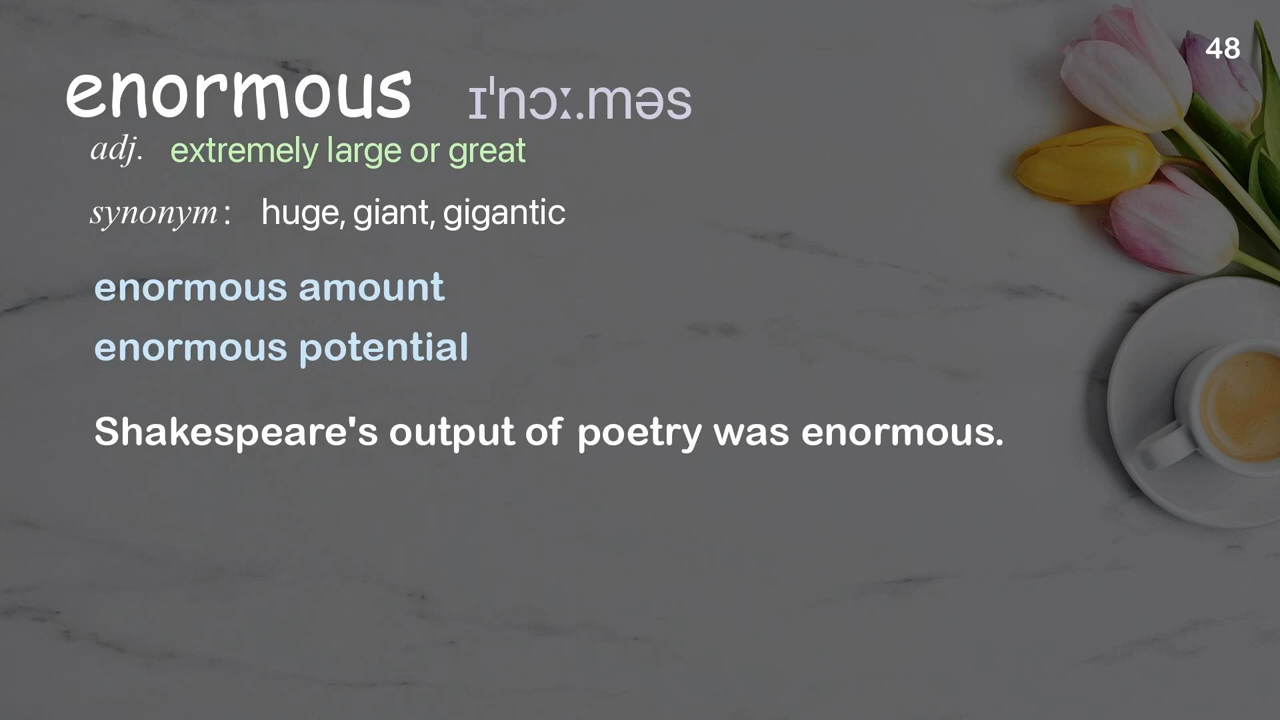 48
enormous ɪˈnɔː.məs
adj. extremely large or great
synonym: huge, giant, gigantic
enormous amount
enormous potential
Shakespeare's output of poetry was enormous.